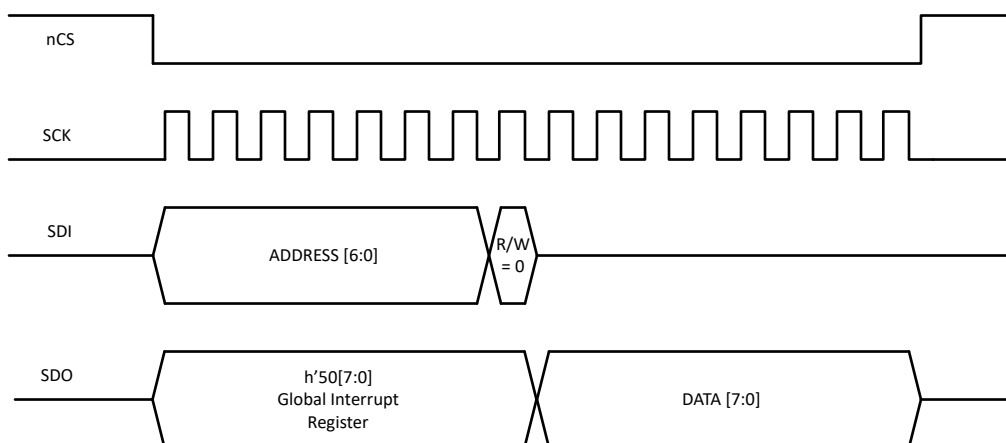 nCS
SCK
SDI
ADDRESS [6:0]
R/W
= 0
SDO
h’50[7:0]
Global Interrupt
Register
DATA [7:0]